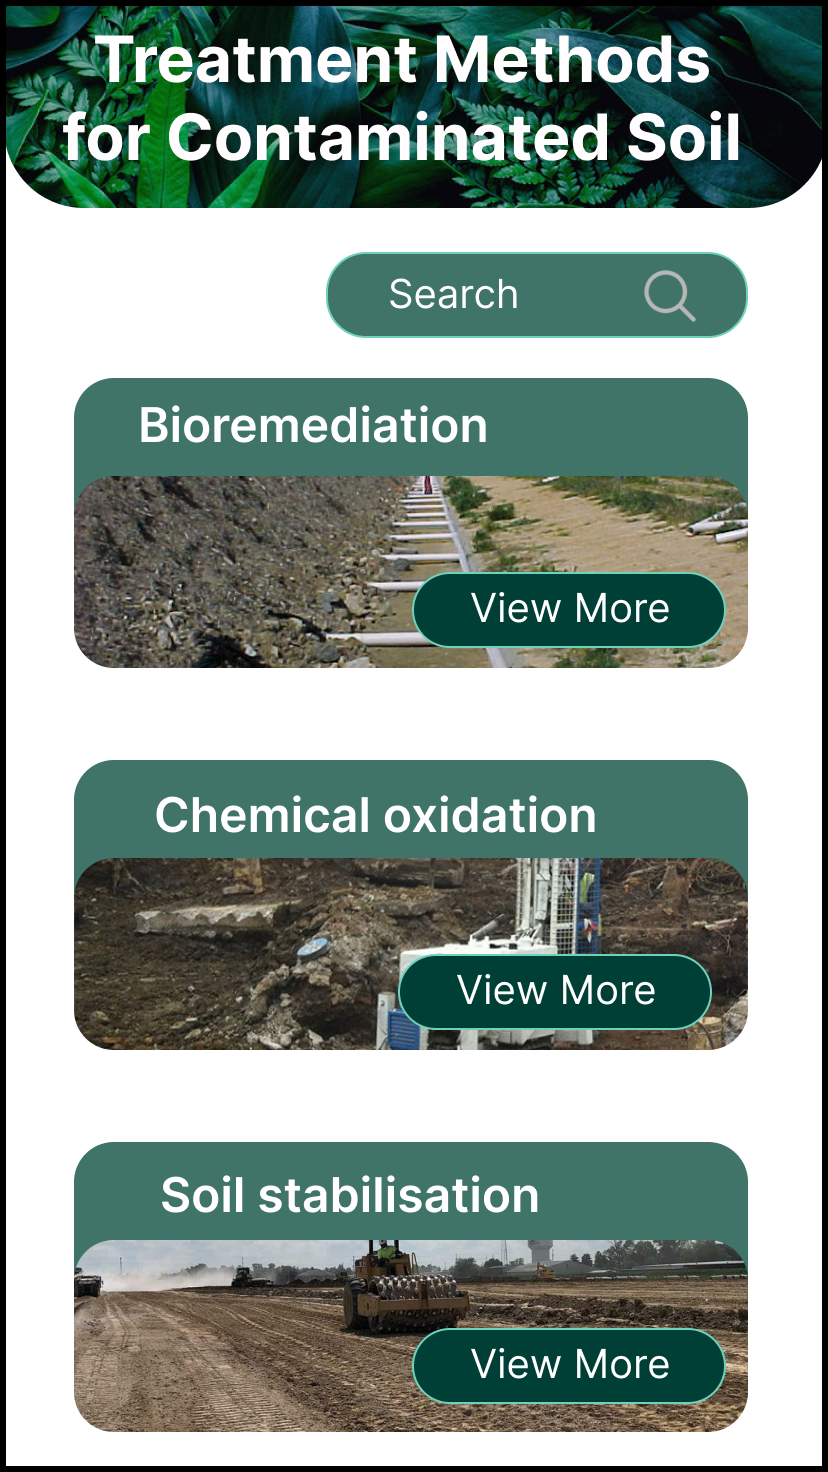 Treatment Methods
for Contaminated Soil
Search
Bioremediation
View More
Chemical oxidation
View More
Soil stabilisation
View More